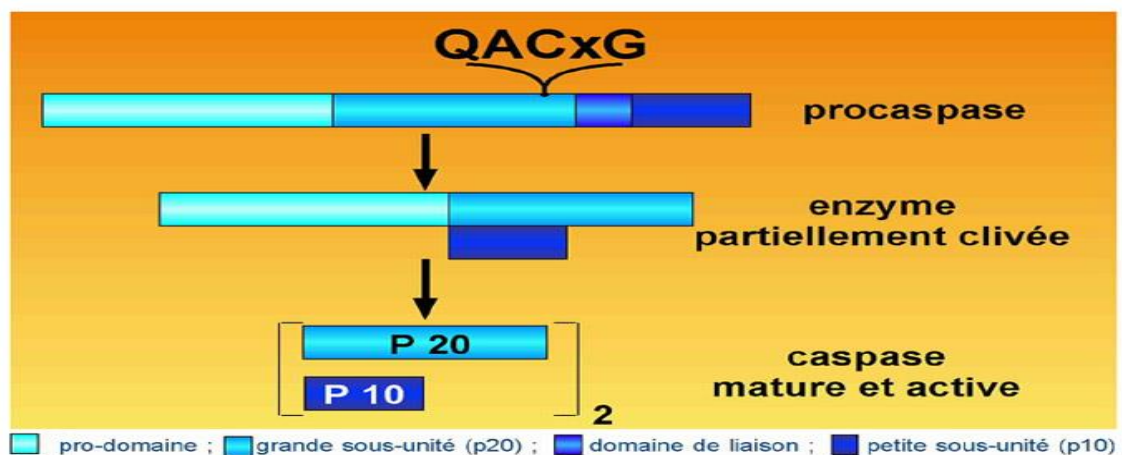 QACxG
procaspase
enzyme
partiellement clivée
P 20
P 10
2
caspase
mature et active
pro-domaine ; grande sous-unité (p20) ; domaine de liaison ; petite sous-unité (p10)